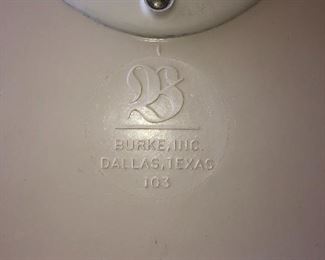 B
BURKE, INC.
DALLAS, TEXAS
103